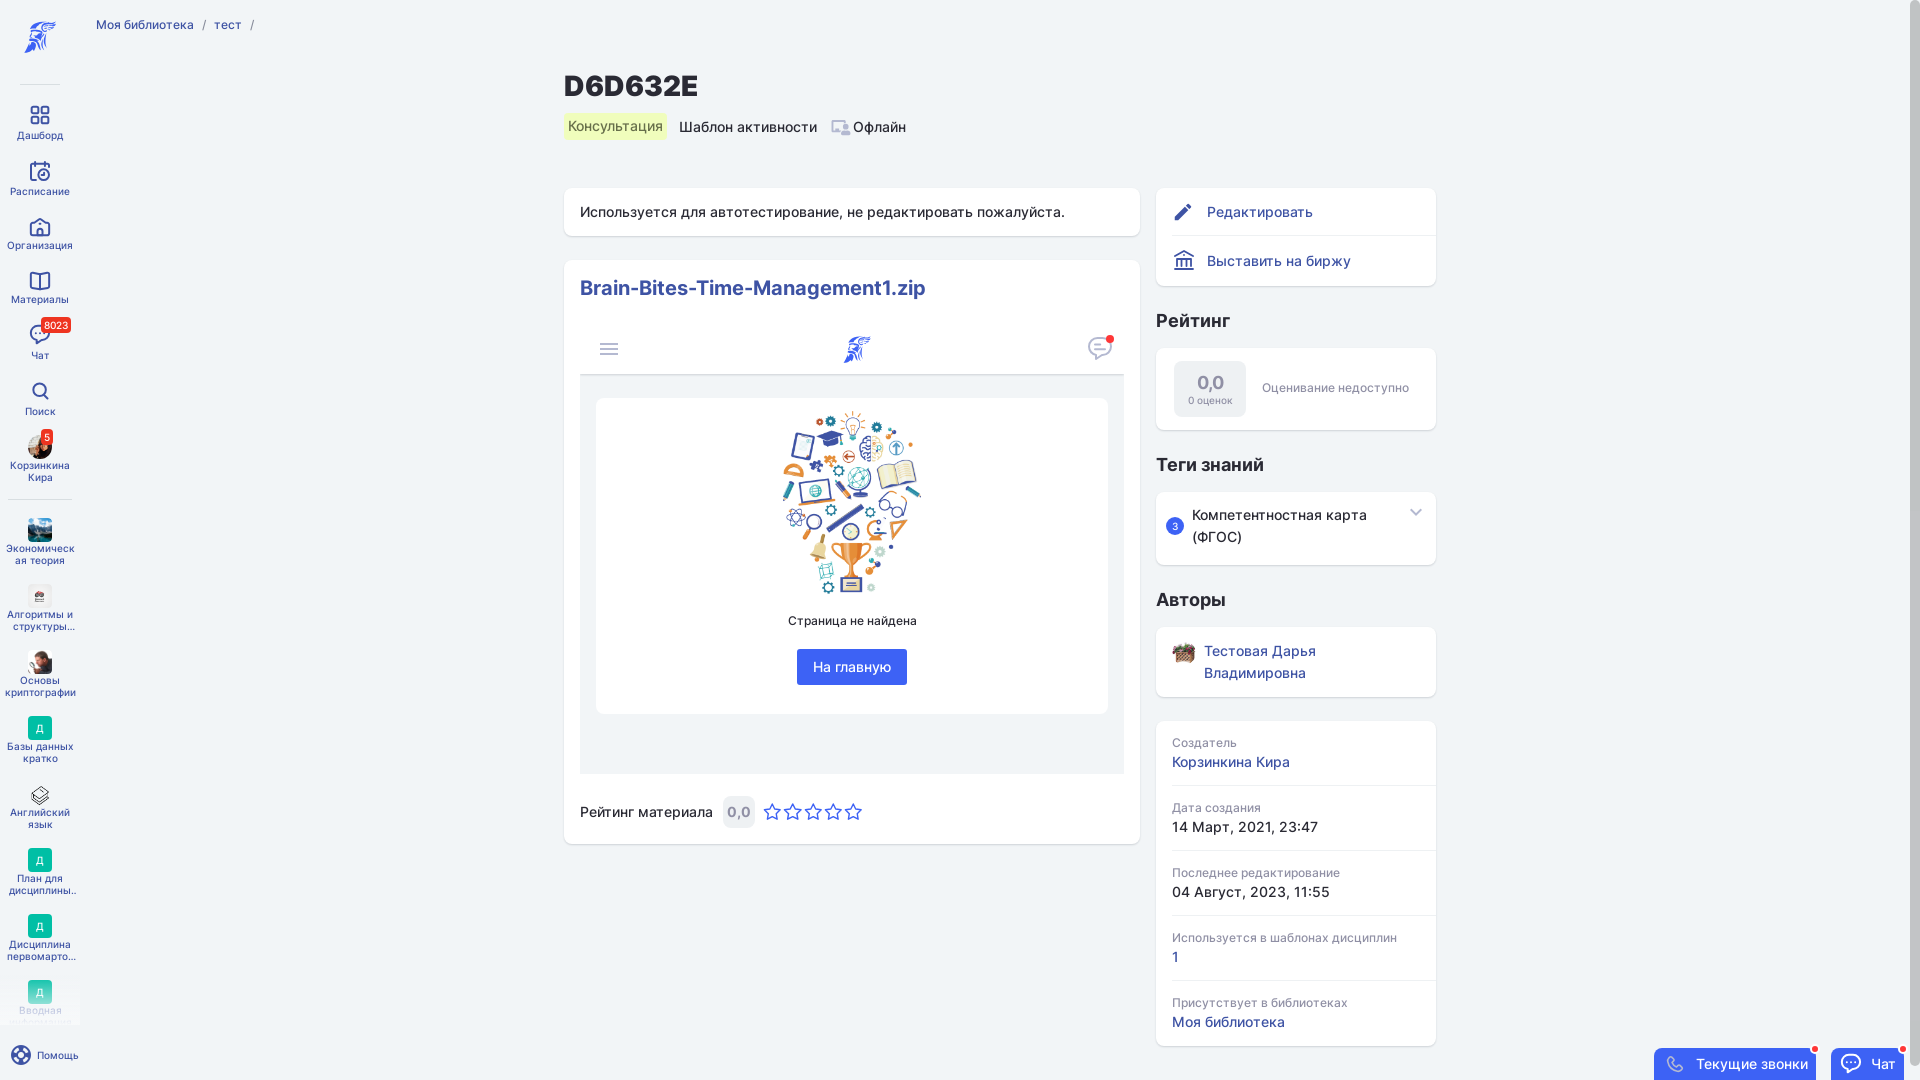 Моя библиотека / тест /
D6D632E
Консультация Шаблон активности Офлайн
Дашборд
Расписание
Организация
Материалы
8023
Чат
Поиск
5
Корзинкина
Кира
Экономическ
ая теория
Алгоритмы и
структуры...
Основы
криптографии
Д
Базы данных
кратко
Английский
язык
Д
План для
дисциплины..
Д
Дисциплина
первомарто...
Д
Вводная
Помощь
Используется для автотестирование, не редактировать пожалуйста.
Brain-Bites-Time-Management1.zip
Страница не найдена
На главную
Рейтинг материала 0,0
Редактировать
Выставить на биржу
Рейтинг
0,0
0 оценок
Оценивание недоступно
Теги знаний
3
Компетентностная карта
(ФГОС)
Авторы
Тестовая Дарья
Владимировна
Создатель
Корзинкина Кира
Дата создания
14 Март, 2021, 23:47
Последнее редактирование
04 Август, 2023, 11:55
Используется в шаблонах дисциплин
1
Присутствует в библиотеках
Моя библиотека
Текущие звонки
Чат